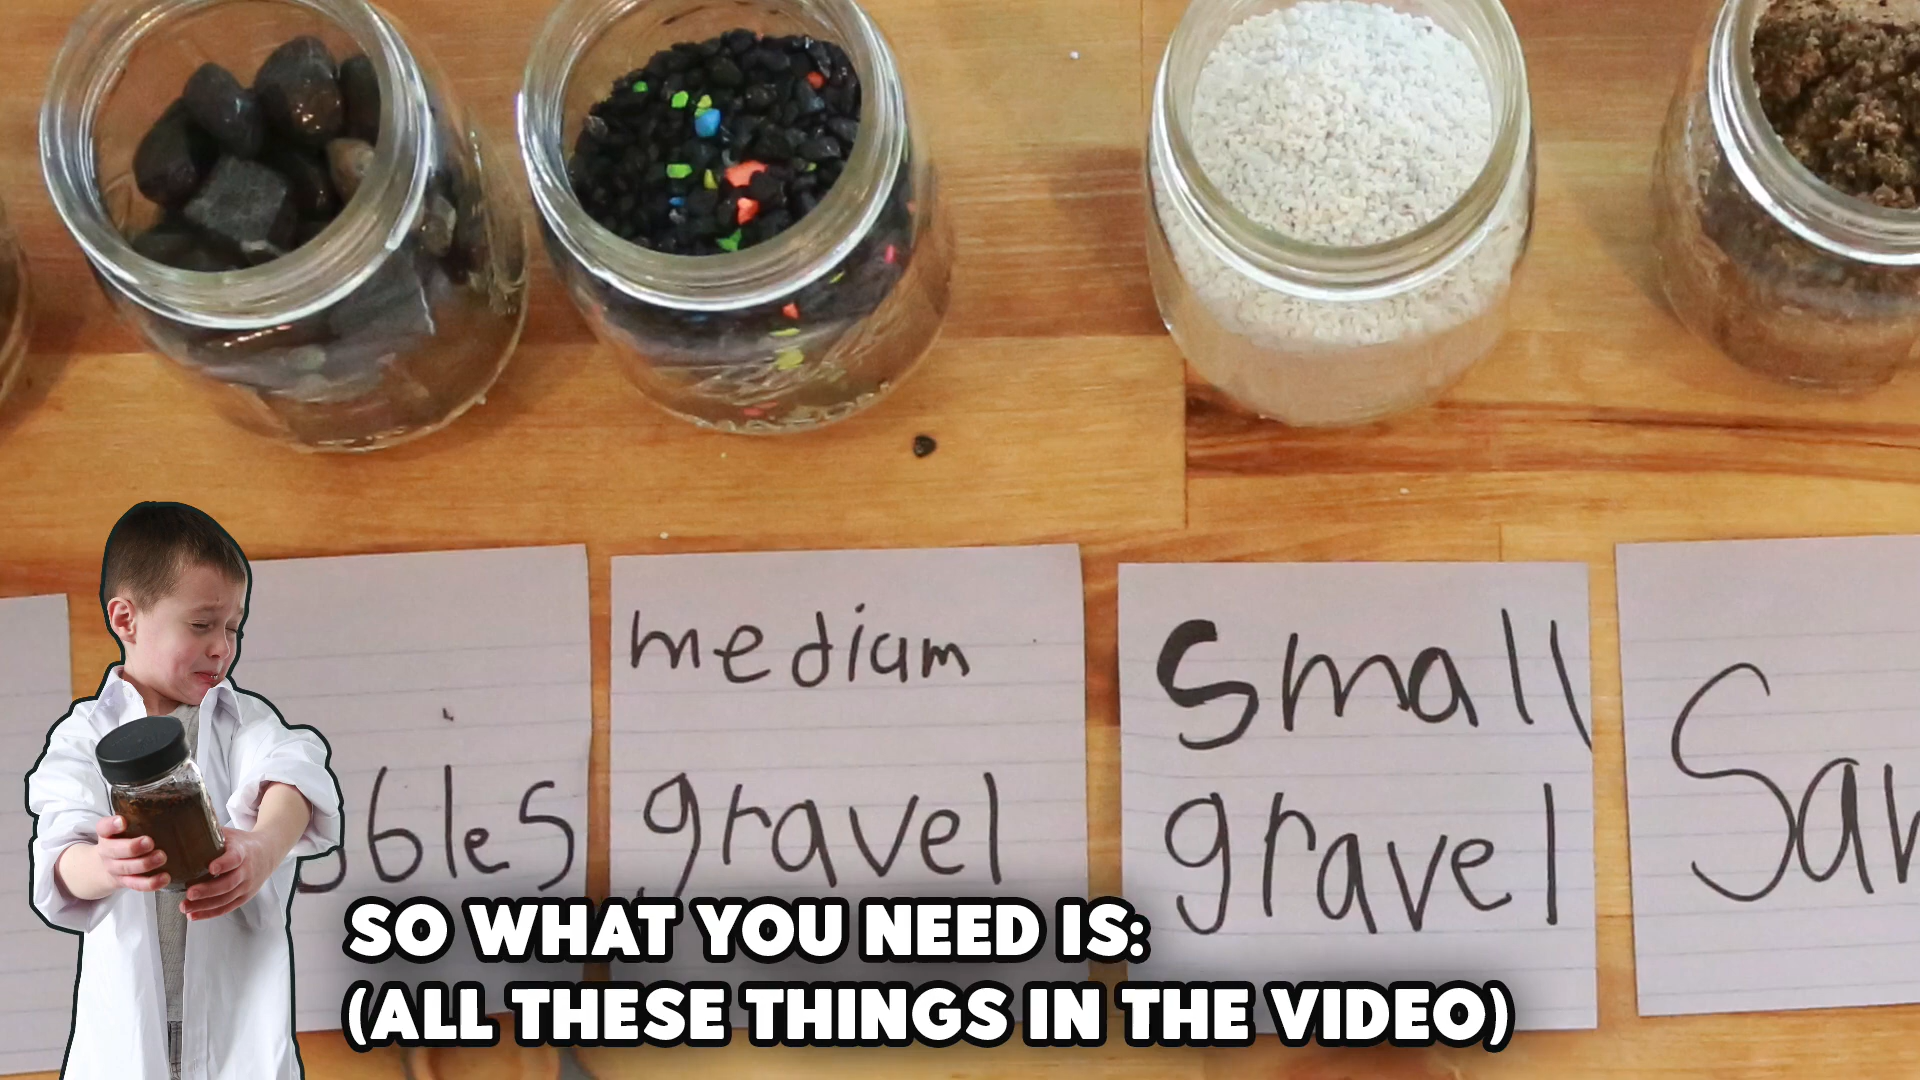 medium
gravel
small
gravel
SO WHAT YOU NEED IS:
(ALL THESE THINGS IN THE VIDEO)